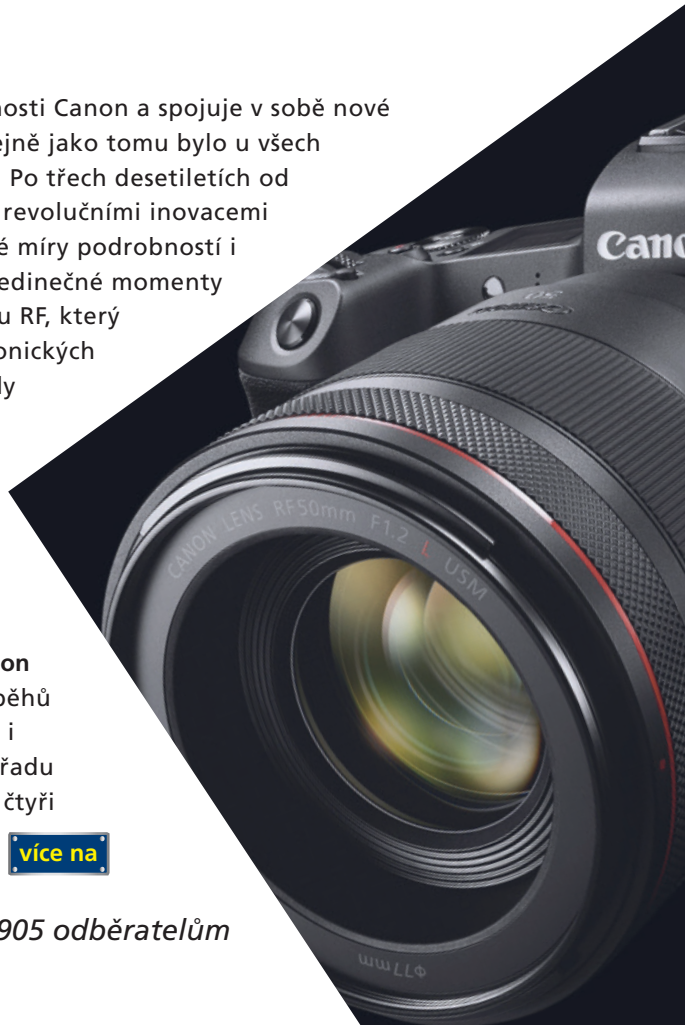 nosti Canon a spojuje v sobě nové
ejně jako tomu bylo u všech
Po třech desetiletích od
revolučními inovacemi
é míry podrobností i
edinečné momenty
u RF, který
onických
dy
Cano
CANON LENS RF50mm F1.2 L USM
on
běhů
i
řadu
čtyři
více na
905 odběratelům
Φ77mm